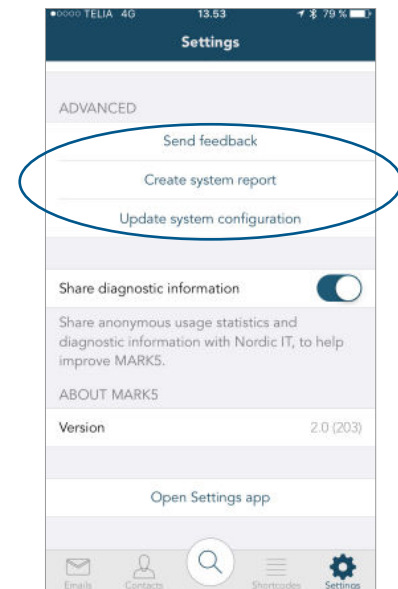 ●○○○○ TELIA 4G 13.53 79 %
Settings
ADVANCED
Send feedback
Create system report
Update system configuration
Share diagnostic information
Share anonymous usage statistics and
diagnostic information with Nordic IT, to help
improve MARK5.
ABOUT MARK5
Version 2.0 (203)
Open Settings app
Emails Contacts Shortcodes Settings